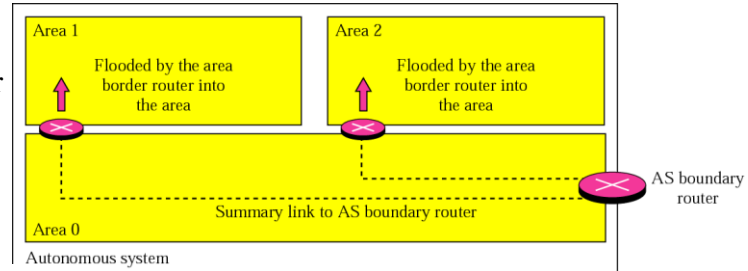 Area 1
Flooded by the area
border router into
the area
Area 2
Flooded by the area
border router into
the area
AS boundary
router
Summary link to AS boundary router
Area 0
Autonomous system